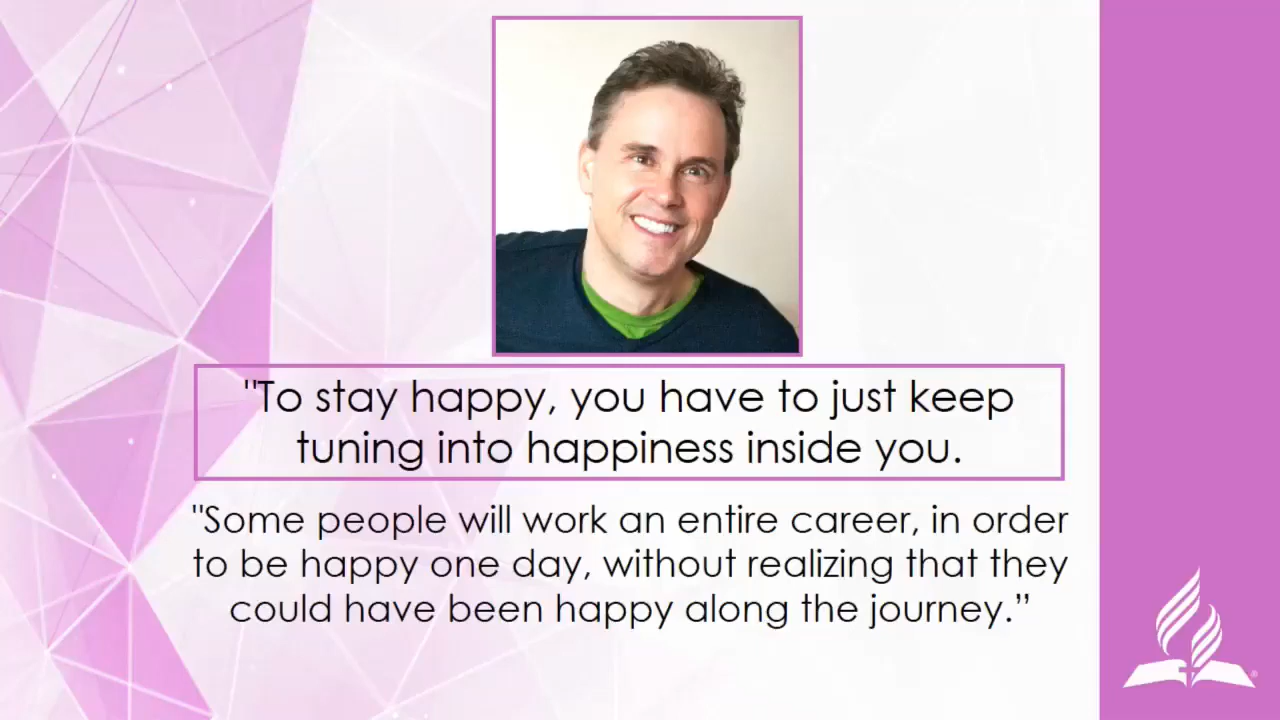 "To stay happy, you have to just keep
tuning into happiness inside you.
"Some people will work an entire career, in order
to be happy one day, without realizing that they
could have been happy along the journey.”
®